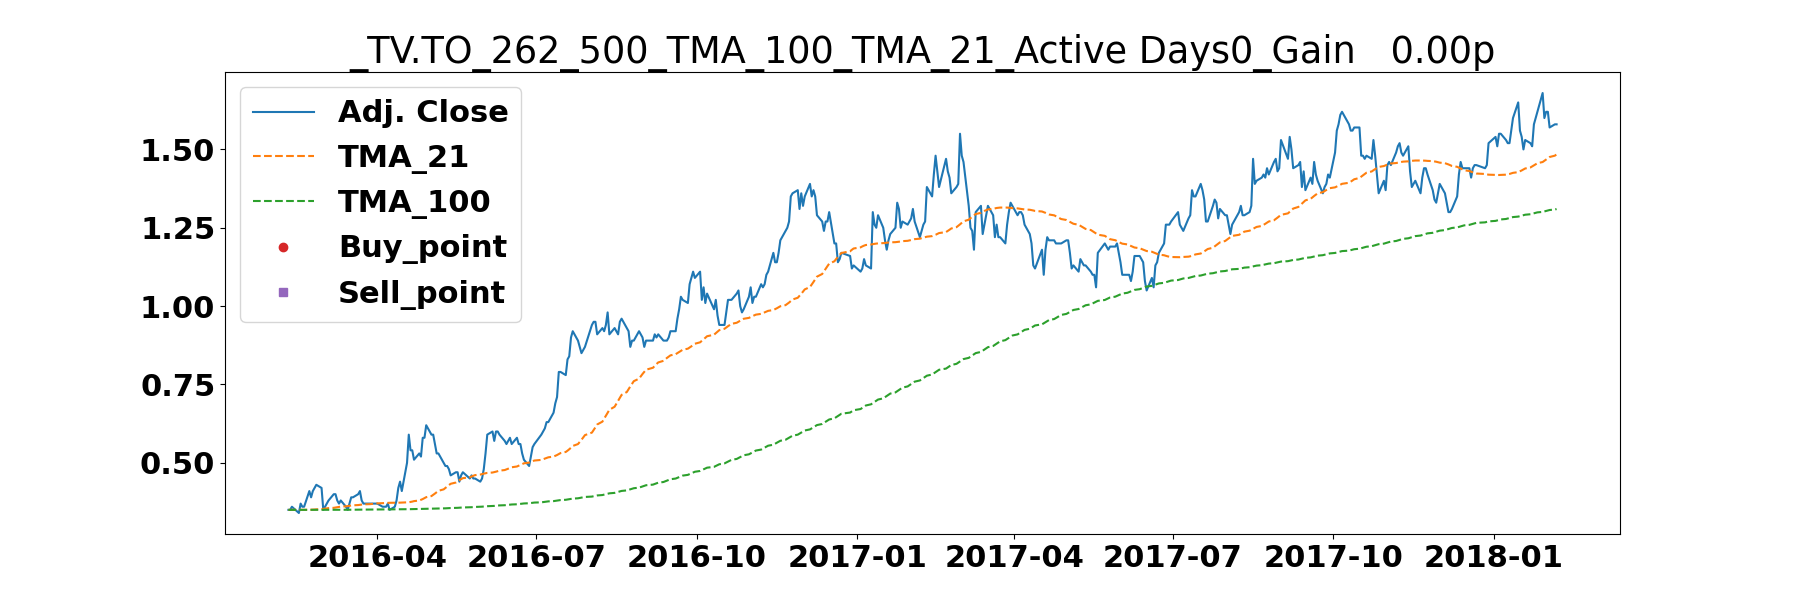 _TV.TO_262_500_TMA_100_TMA_21_Active Days0_Gain   0.00p
Adj. Close
TMA_21
TMA_100
Buy_point
Sell_point
1.50
1.25
1.00
0.75
0.50
2016-04 2016-07 2016-10 2017-01 2017-04 2017-07 2017-10 2018-01